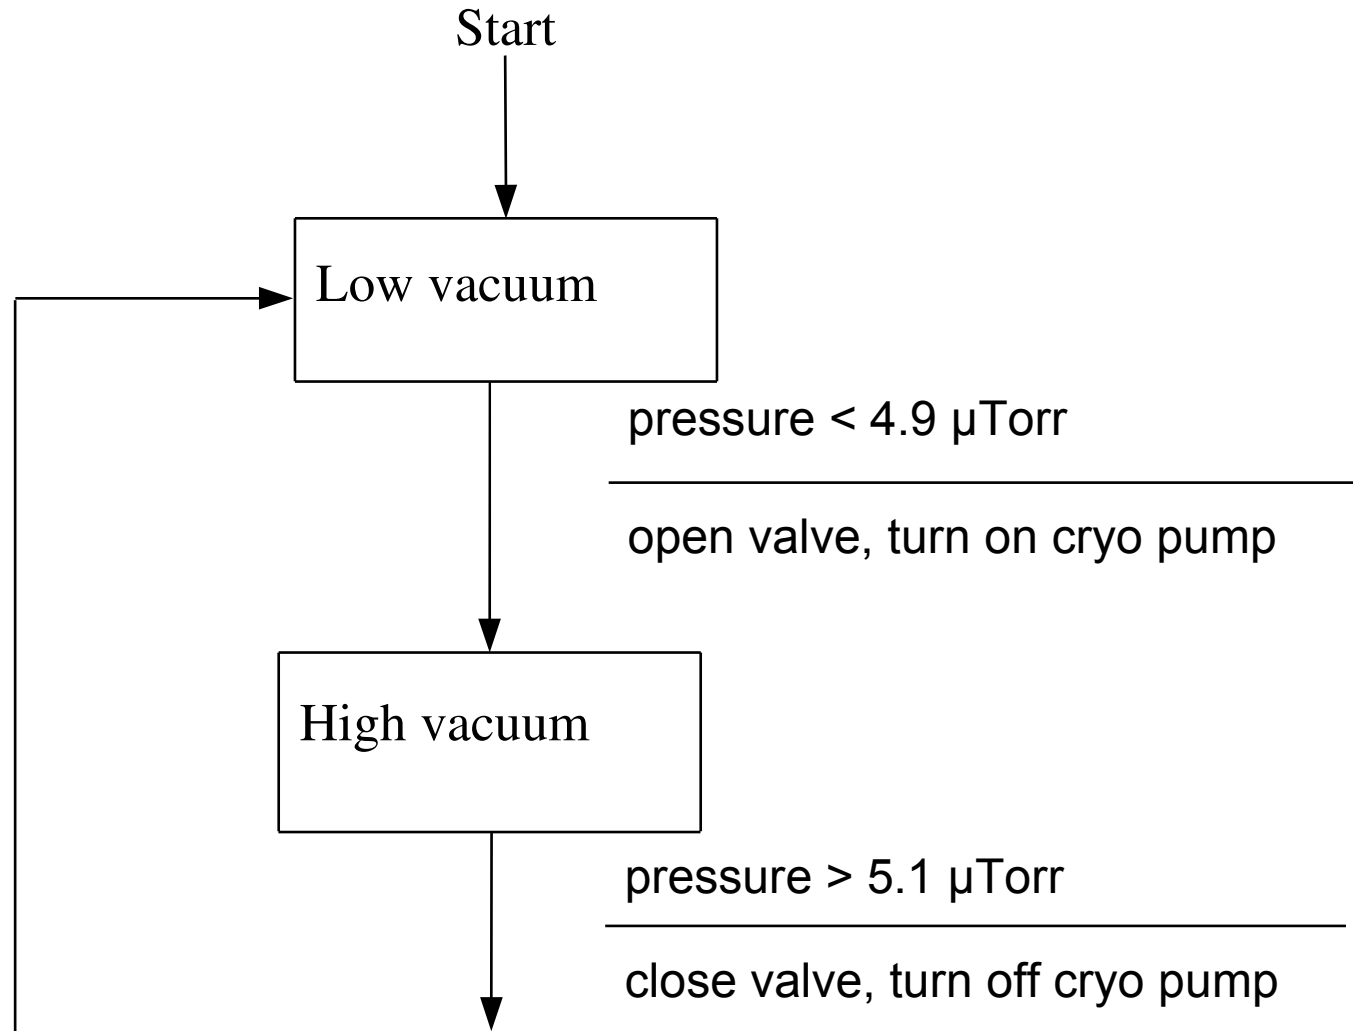 Start
Low vacuum
pressure < 4.9 µTorr
open valve, turn on cryo pump
High vacuum
pressure > 5.1 µTorr
close valve, turn off cryo pump